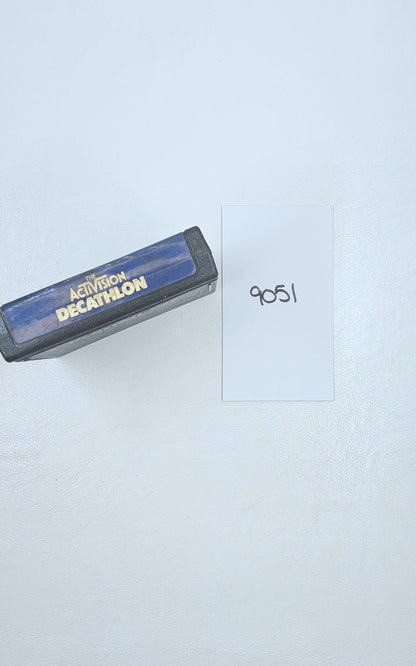 THE
ACTIVISION®
DECATHLON
9051